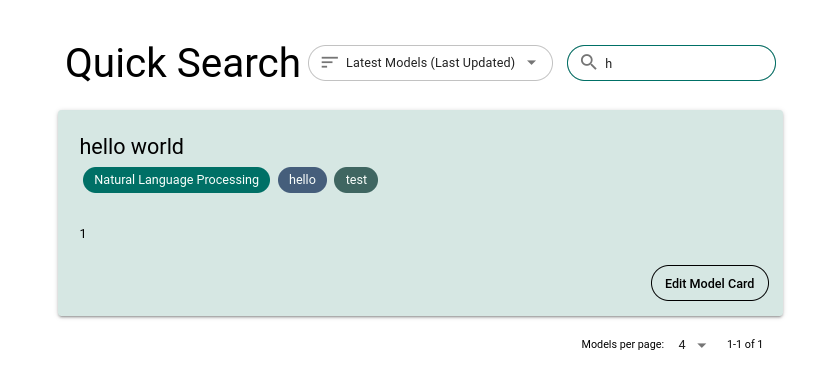 Quick Search Latest Models (Last Updated) h
hello world
Natural Language Processing hello test
1
Edit Model Card
Models per page: 4 1-1 of 1